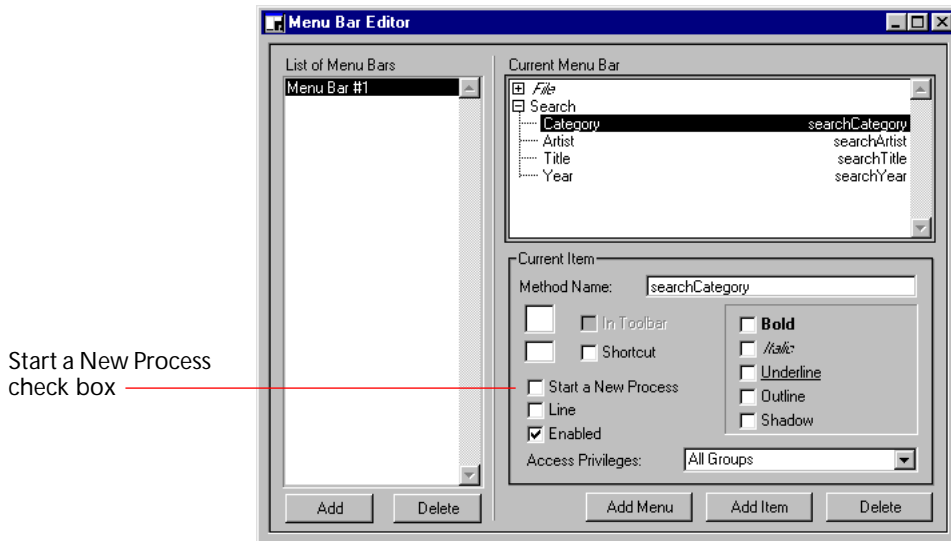 Menu Bar Editor
List of Menu Bars
Menu Bar #1
Add
Delete
Current Menu Bar
File
Search
Category searchCategory
Artist searchArtist
Title searchTitle
Year searchYear
Current Item
Method Name: searchCategory
In Toolbar
Shortcut
Start a New Process
Line
Enabled
Bold
Italic
Underline
Outline
Shadow
Access Privileges: All Groups
Add Menu
Add Item
Delete
Start a New Process
check box